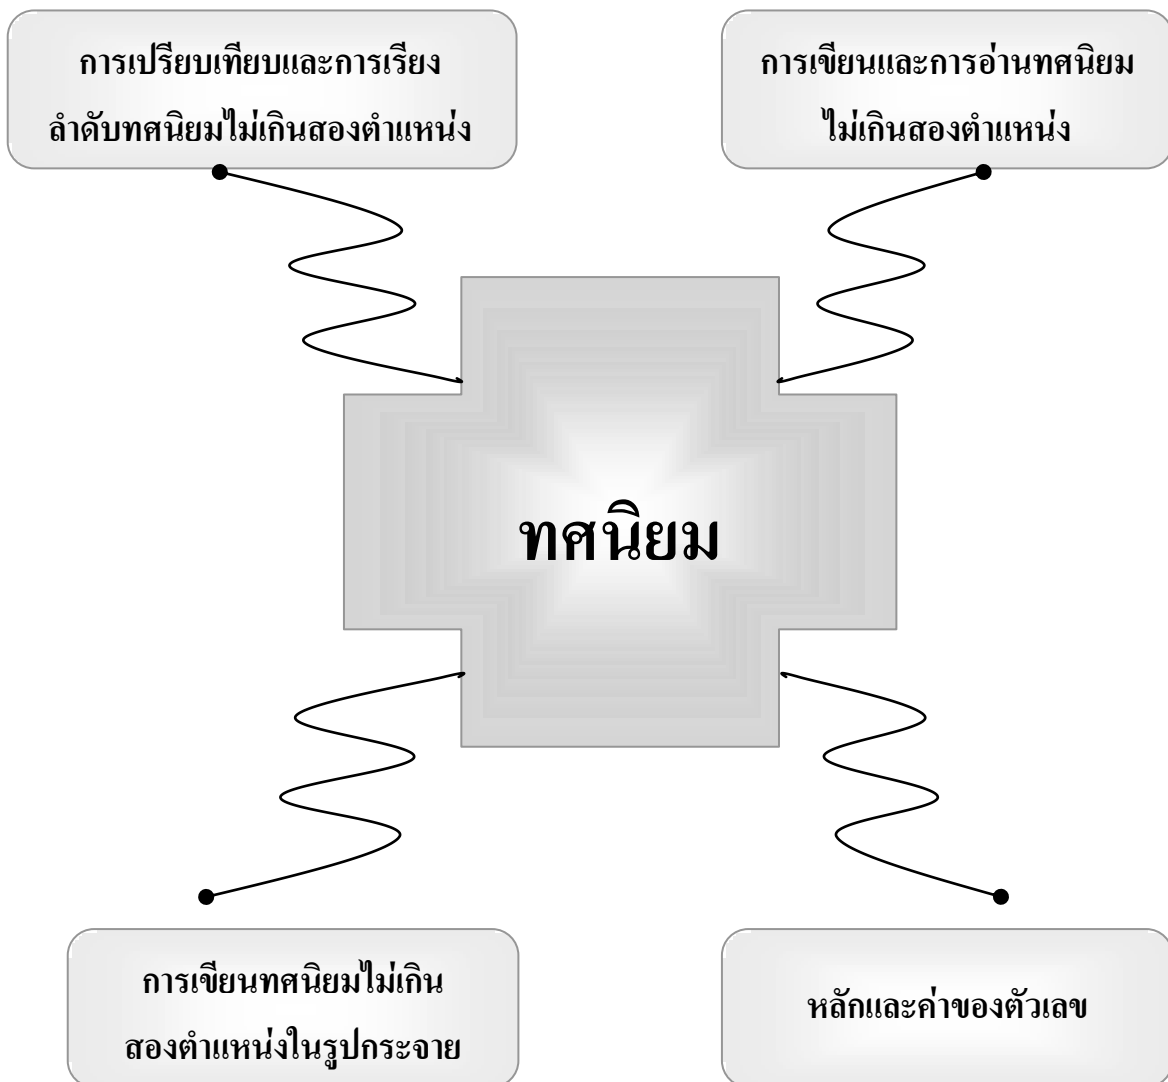 การเปรียบเทียบและการเรียง
ลำดับทศนิยมไม่เกินสองตำแหน่ง
การเขียนและการอ่านทศนิยม
ไม่เกินสองตำแหน่ง
ทศนิยม
การเขียนทศนิยมไม่เกิน
สองตำแหน่งในรูปกระจาย
หลักและค่าของตัวเลข